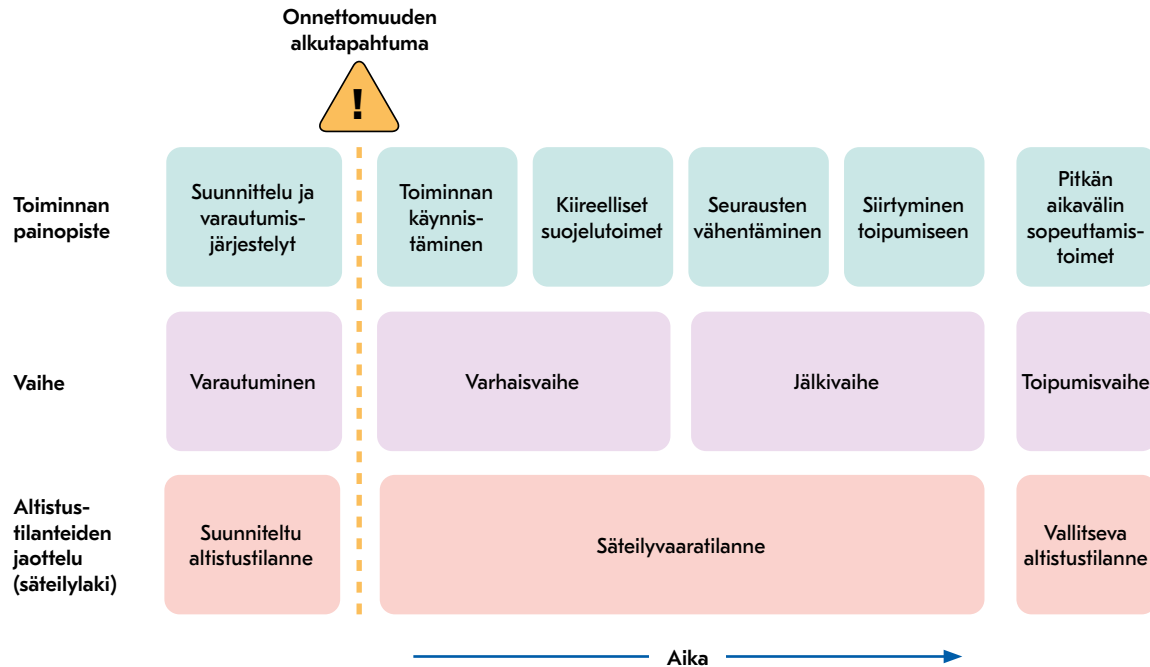 Onnettomuuden
alkutapahtuma
!
Toiminnan
painopiste
Suunnittelu ja
varautumis-
järjestelyt
Toiminnan
käynnis-
täminen
Kiireelliset
suojelutoimet
Seurausten
vähentäminen
Siirtyminen
toipumiseen
Pitkän
aikavälin
sopeuttamis-
toimet
Vaihe
Varautuminen
Varhaisvaihe
Jälkivaihe
Toipumisvaihe
Altistus-
tilanteiden
jaottelu
(säteilylaki)
Suunniteltu
altistustilanne
Säteilyvaaratilanne
Vallitseva
altistustilanne
Aika